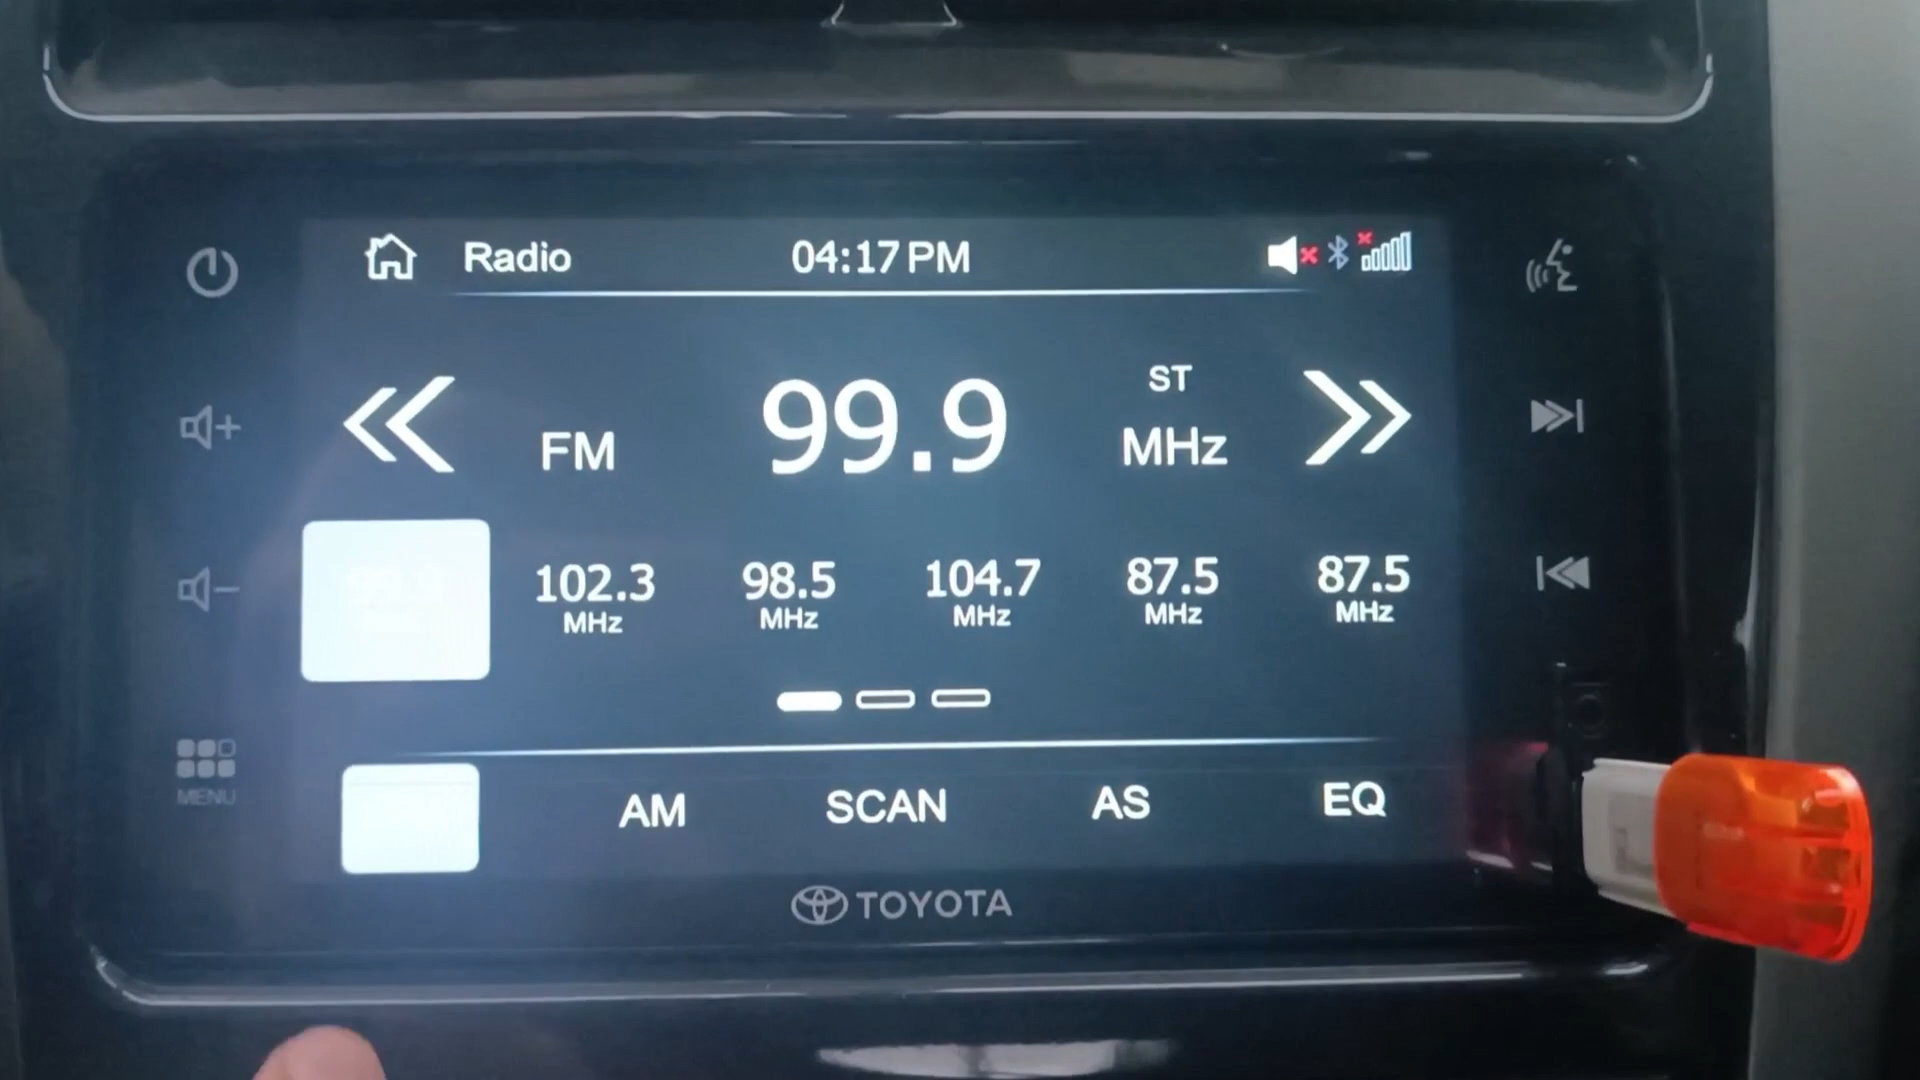 Radio 04:17 PM
ST
FM 99.9 MHz
102.3 98.5 104.7 87.5 87.5
MHz MHz MHz MHz MHz
MENU
AM SCAN AS EQ
TOYOTA